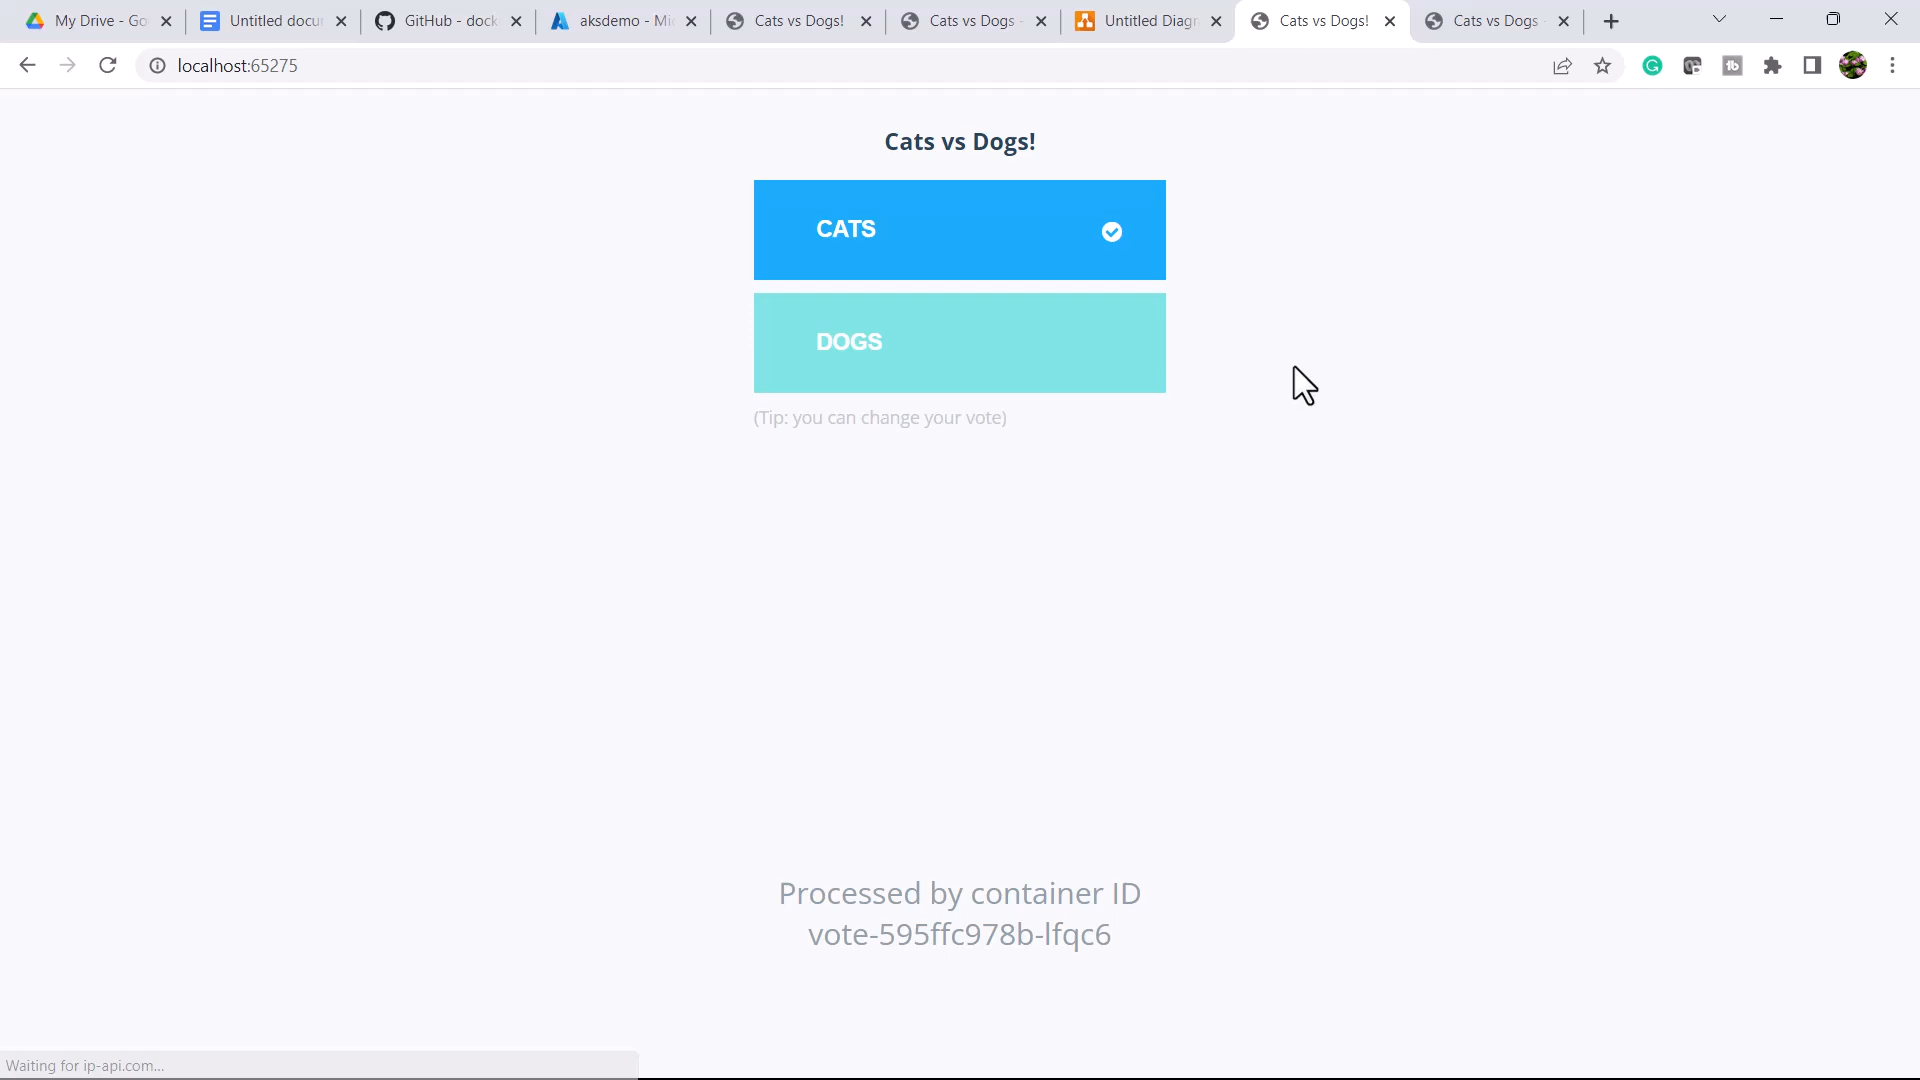 My Drive - Go
Untitled docu
GitHub - dock
aksdemo - Mi
Cats vs Dogs!
Cats vs Dogs -
Untitled Diagr
Cats vs Dogs!
Cats vs Dogs -
localhost:65275
Cats vs Dogs!
CATS
DOGS
(Tip: you can change your vote)
Processed by container ID
vote-595ffc978b-lfqc6
Waiting for ip-api.com...